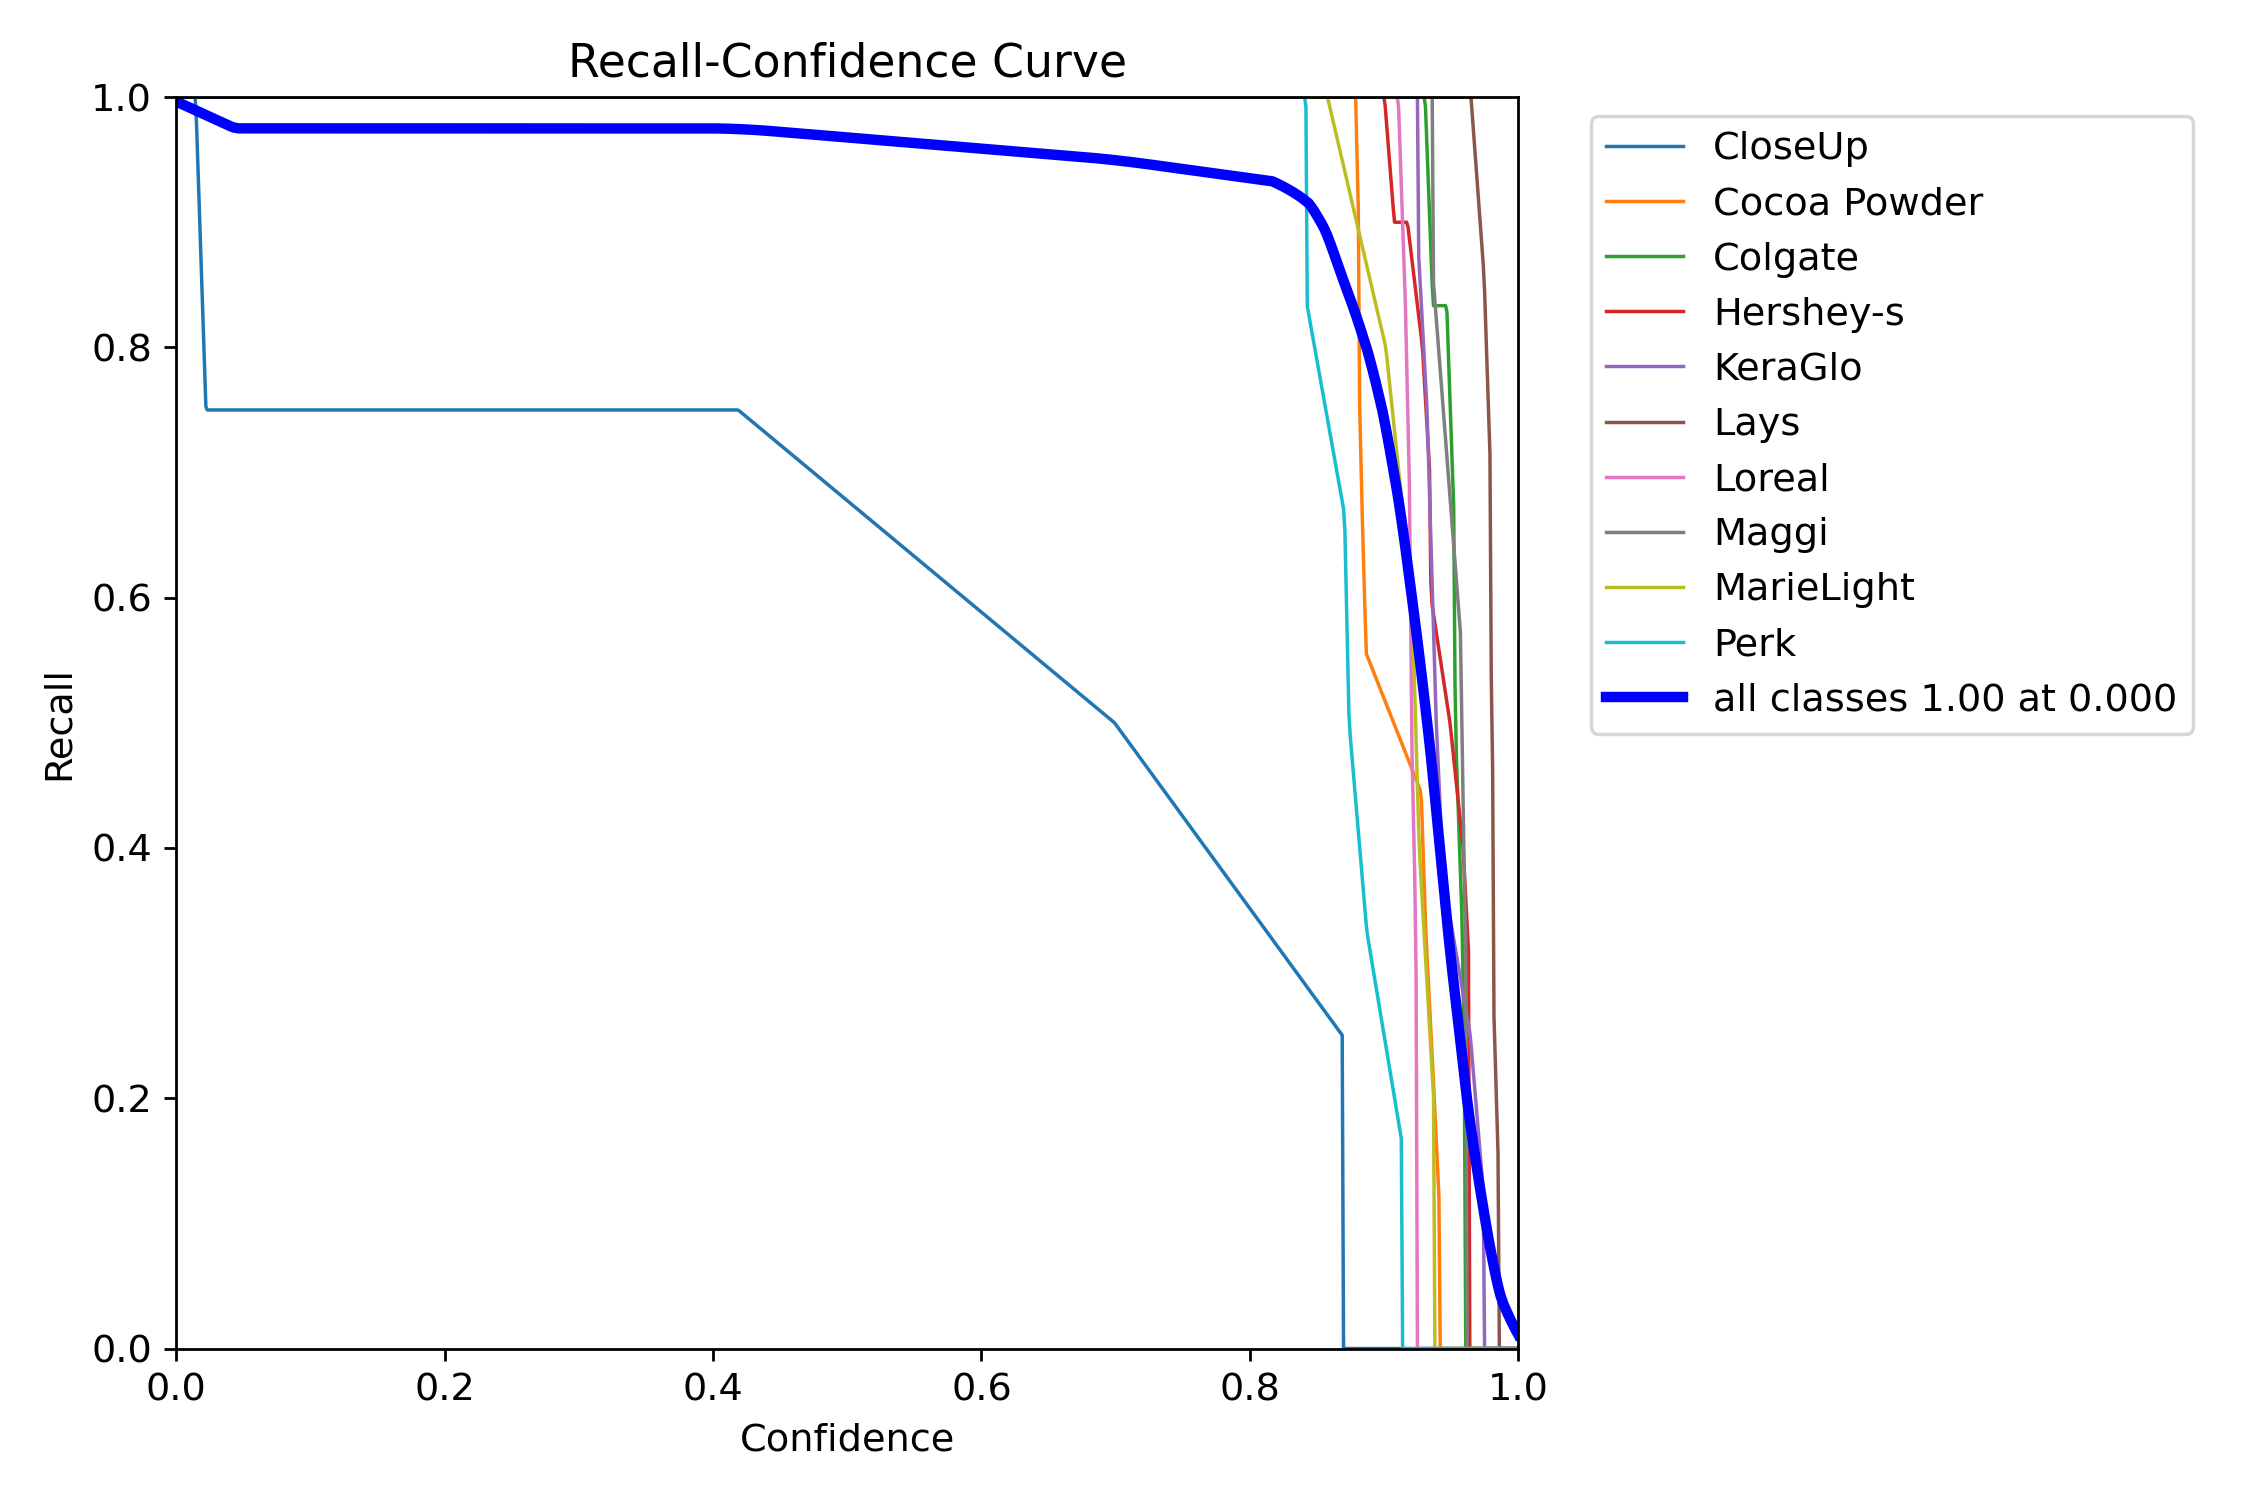 Recall-Confidence Curve
1.0
0.8
0.6
0.4
0.2
0.0
Recall
0.0 0.2 0.4 0.6 0.8 1.0
Confidence
CloseUp
Cocoa Powder
Colgate
Hershey-s
KeraGlo
Lays
Loreal
Maggi
MarieLight
Perk
all classes 1.00 at 0.000